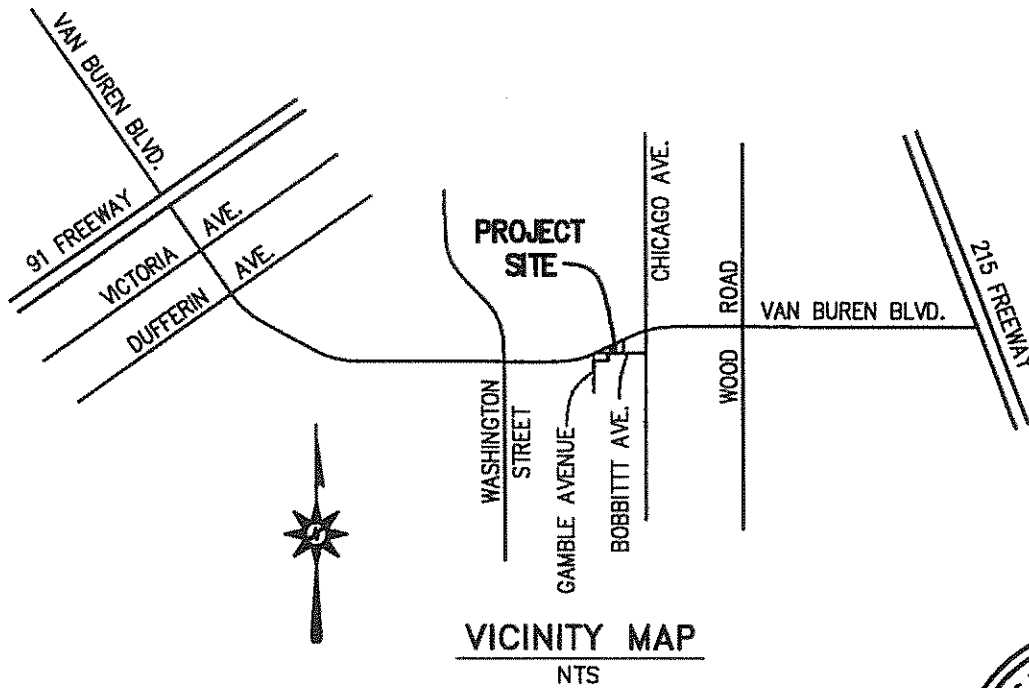 VAN BUREN BLVD.
91 FREEWAY
VICTORIA AVE.
DUFFERIN AVE.
PROJECT
SITE
CHICAGO AVE.
WOOD ROAD
VAN BUREN BLVD.
215 FREEWAY
WASHINGTON
STREET
GAMBLE AVENUE
BOBBITTT AVE.
N
VICINITY MAP
NTS